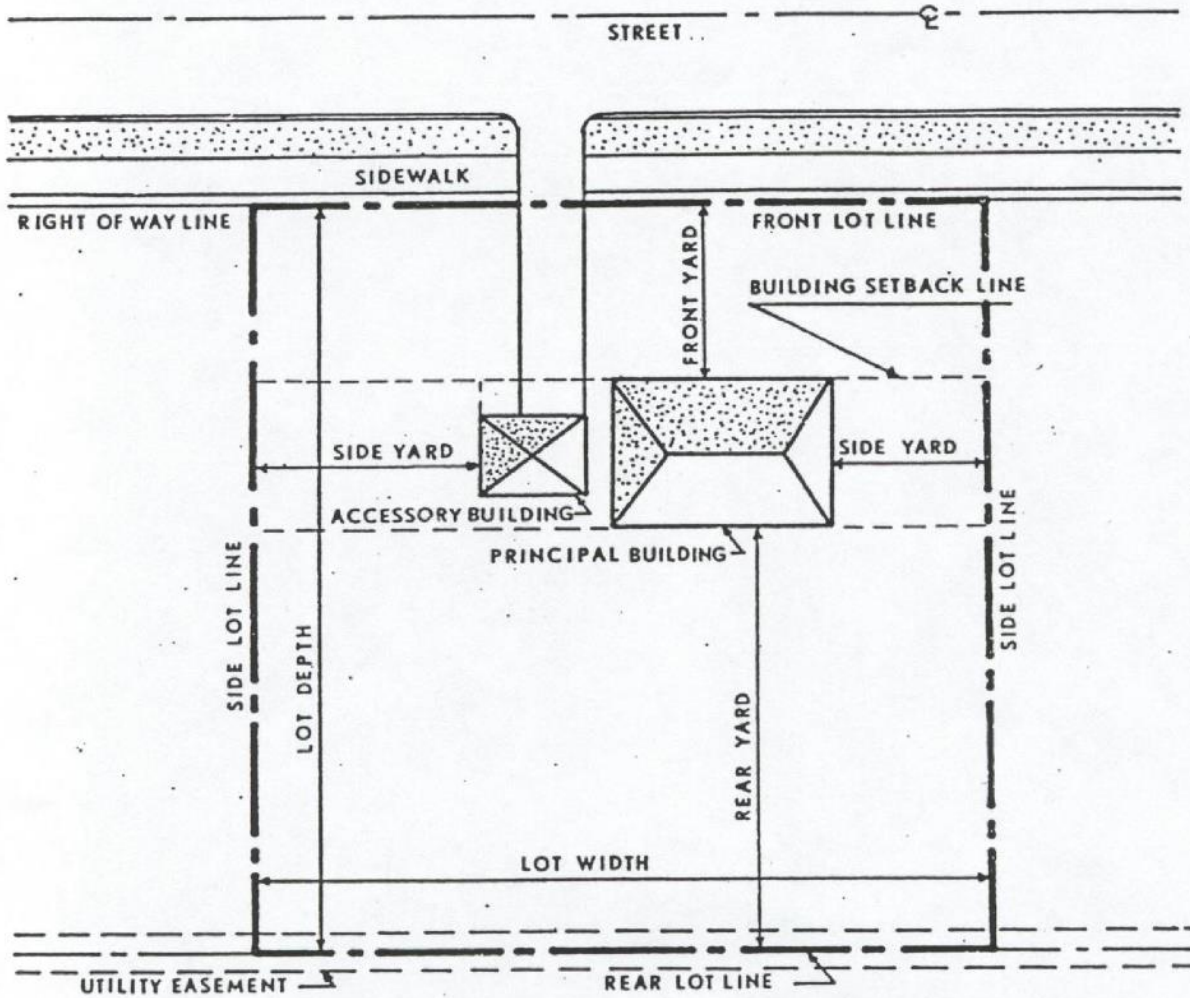 STREET
℄
SIDEWALK
RIGHT OF WAY LINE
FRONT LOT LINE
FRONT YARD
BUILDING SETBACK LINE
SIDE YARD
SIDE YARD
ACCESSORY BUILDING
PRINCIPAL BUILDING
SIDE LOT LINE
LOT DEPTH
SIDE LOT LINE
REAR YARD
LOT WIDTH
UTILITY EASEMENT
REAR LOT LINE